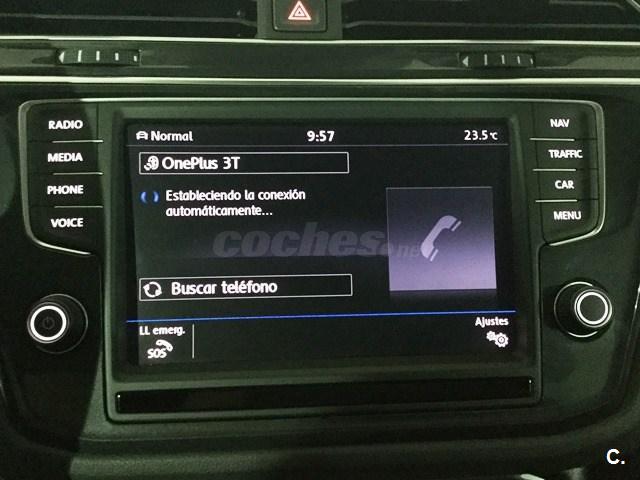 RADIO
MEDIA
PHONE
VOICE
Normal 9:57 23.5°C
OnePlus 3T
Estableciendo la conexión
automáticamente...
coches.net
Buscar teléfono
LL emerg.
SOS
Ajustes
NAV
TRAFFIC
CAR
MENU
C.